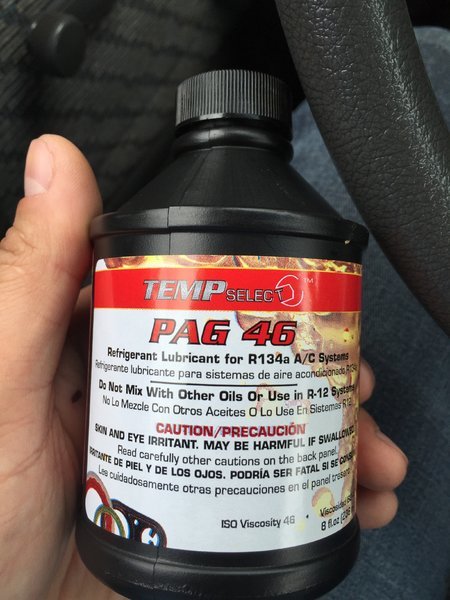 TEMP SELECT ™
PAG 46
Refrigerant Lubricant for R134a A/C Systems
Refrigerante lubricante para sistemas de aire acondicionado R134a
Do Not Mix With Other Oils Or Use in R-12 Systems
No Lo Mezcle Con Otros Aceites O Lo Use En Sistemas
CAUTION/PRECAUCIÓN
SKIN AND EYE IRRITANT. MAY BE HARMFUL IF SWALLOWED.
Read carefully other cautions on the back panel.
IRRITANTE DE PIEL Y DE LOS OJOS. PODRÍA SER FATAL SI SE
Lea cuidadosamente otras precauciones en el panel
ISO Viscosity 46
Viscosidad
8 fl.oz